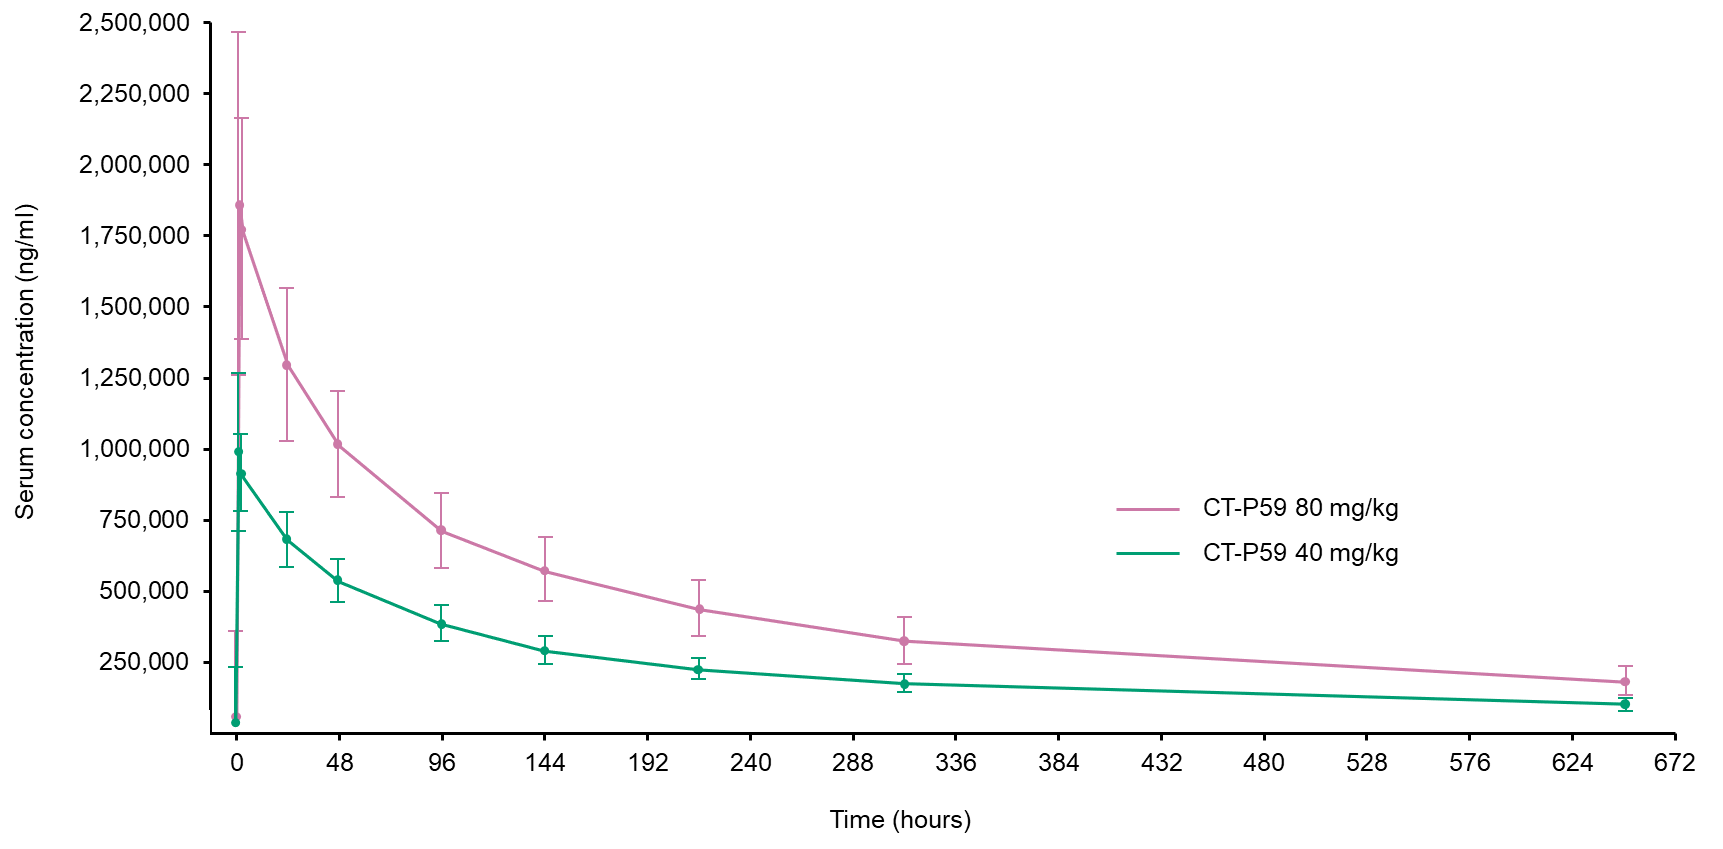 2,500,000
2,250,000
2,000,000
1,750,000
1,500,000
1,250,000
1,000,000
750,000
500,000
250,000
Serum concentration (ng/ml)
CT-P59 80 mg/kg
CT-P59 40 mg/kg
0 48 96 144 192 240 288 336 384 432 480 528 576 624 672
Time (hours)